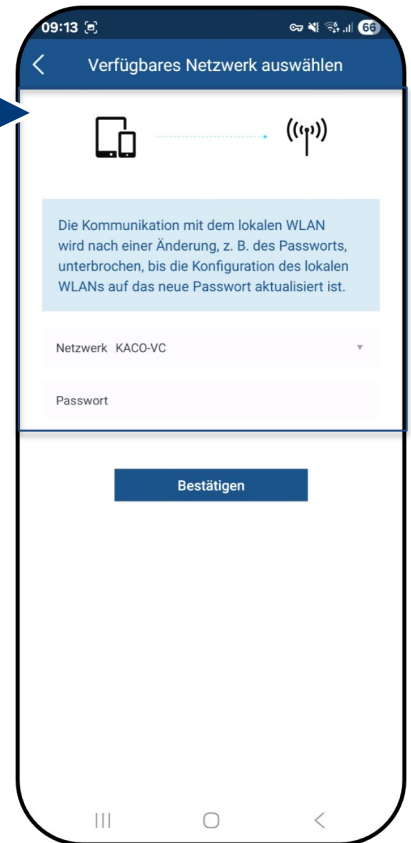 09:13
66
Verfügbares Netzwerk auswählen
Die Kommunikation mit dem lokalen WLAN
wird nach einer Änderung, z. B. des Passworts,
unterbrochen, bis die Konfiguration des lokalen
WLANs auf das neue Passwort aktualisiert ist.
Netzwerk KACO-VC
Passwort
Bestätigen